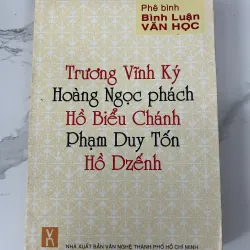 Phê bình
Bình Luận
VĂN HỌC
Trương Vĩnh Ký
Hoàng Ngọc phách
Hồ Biểu Chánh
Phạm Duy Tốn
Hồ Dzếnh
NHÀ XUẤT BẢN VĂN NGHỆ THÀNH PHỐ HỒ CHÍ MINH